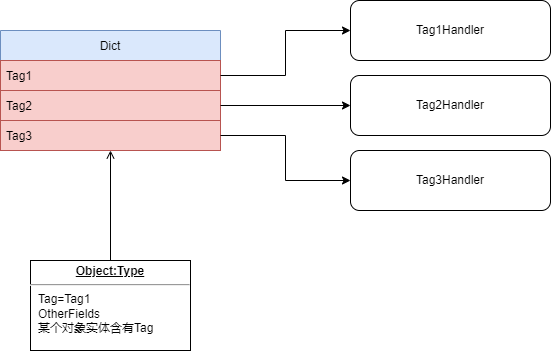 Dict
Tag1
Tag2
Tag3
Tag1Handler
Tag2Handler
Tag3Handler
Object:Type
Tag=Tag1
OtherFields
某个对象实体含有Tag